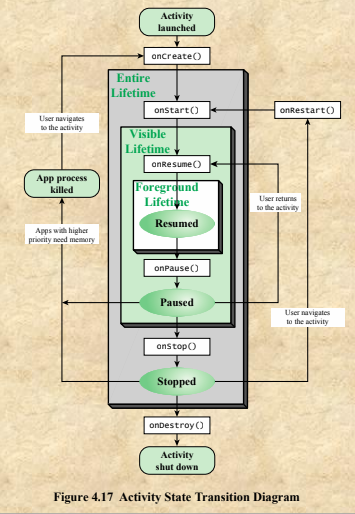 Activity
launched
onCreate()
Entire
Lifetime
onStart()
onRestart()
User navigates
to the activity
Visible
Lifetime
onResume()
App process
killed
Foreground
Lifetime
User returns
to the activity
Resumed
Apps with higher
priority need memory
onPause()
Paused
User navigates
to the activity
onStop()
Stopped
onDestroy()
Activity
shut down
Figure 4.17 Activity State Transition Diagram